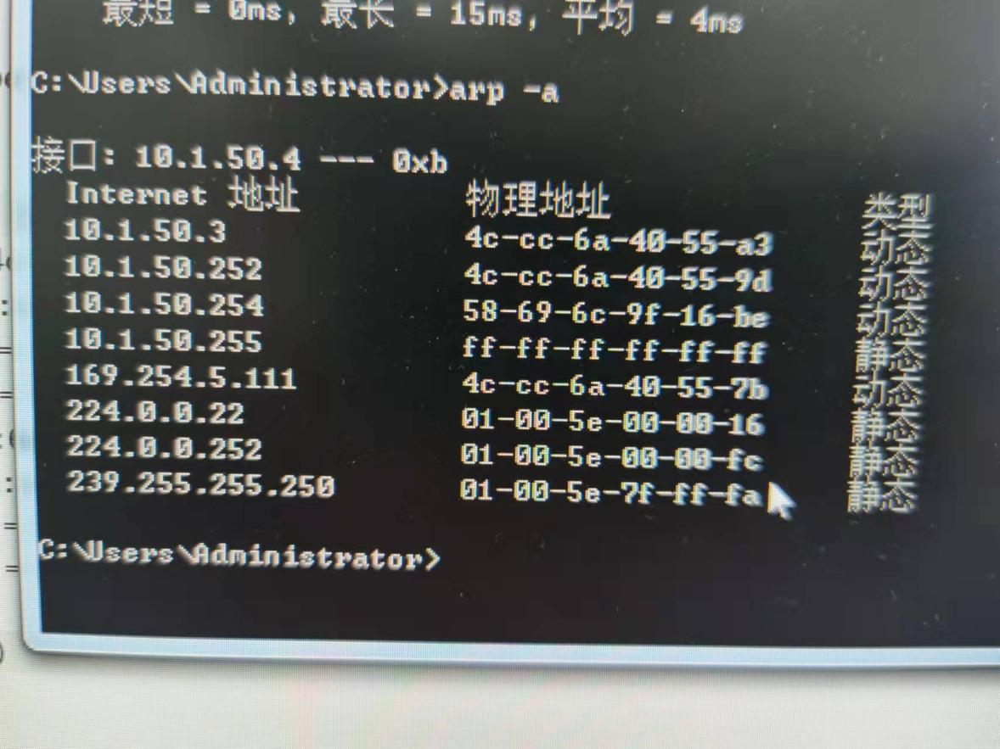 最短 = 0ms，最长 = 15ms，平均 = 4ms
C:\Users\Administrator>arp -a
接口: 10.1.50.4 --- 0xb
Internet 地址 物理地址 类型
10.1.50.3 4c-cc-6a-40-55-a3 动态
10.1.50.252 4c-cc-6a-40-55-9d 动态
10.1.50.254 58-69-6c-9f-16-be 动态
10.1.50.255 ff-ff-ff-ff-ff-ff 静态
169.254.5.111 4c-cc-6a-40-55-7b 动态
224.0.0.22 01-00-5e-00-00-16 静态
224.0.0.252 01-00-5e-00-00-fc 静态
239.255.255.250 01-00-5e-7f-ff-fa 静态
C:\Users\Administrator>